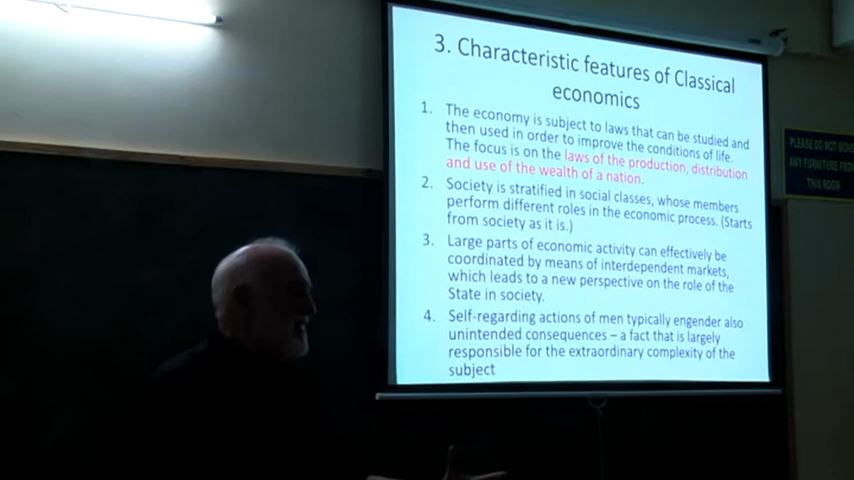 3. Characteristic features of Classical
economics
1. The economy is subject to laws that can be studied and
then used in order to improve the conditions of life.
The focus is on the laws of the production, distribution
and use of the wealth of a nation.
2. Society is stratified in social classes, whose members
perform different roles in the economic process. (Starts
from society as it is.)
3. Large parts of economic activity can effectively be
coordinated by means of interdependent markets,
which leads to a new perspective on the role of the
State in society.
4. Self-regarding actions of men typically engender also
unintended consequences – a fact that is largely
responsible for the extraordinary complexity of the
subject
PLEASE DO NOT MOVE
ANY FURNITURE FROM
THIS ROOM